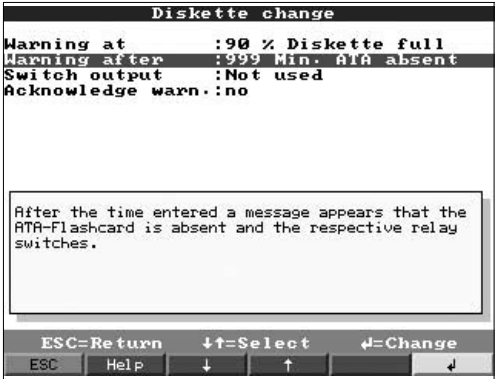 Diskette change
Warning at :90 % Diskette full
Warning after :999 Min. ATA absent
Switch output :Not used
Acknowledge warn.:no
After the time entered a message appears that the
ATA-Flashcard is absent and the respective relay
switches.
ESC=Return ↓↑=Select ↲=Change
ESC Help ↓ ↑ ↲